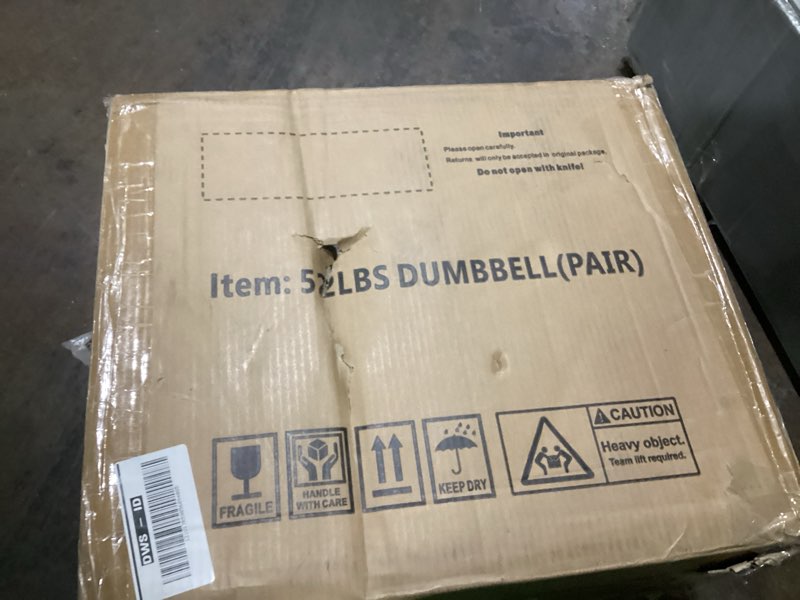 Important
Please open carefully.
Returns will only be accepted in original package.
Do not open with knife!
Item: 52LBS DUMBBELL(PAIR)
FRAGILE
HANDLE
WITH CARE
KEEP DRY
CAUTION
Heavy object.
Team lift required.
DWS - ID